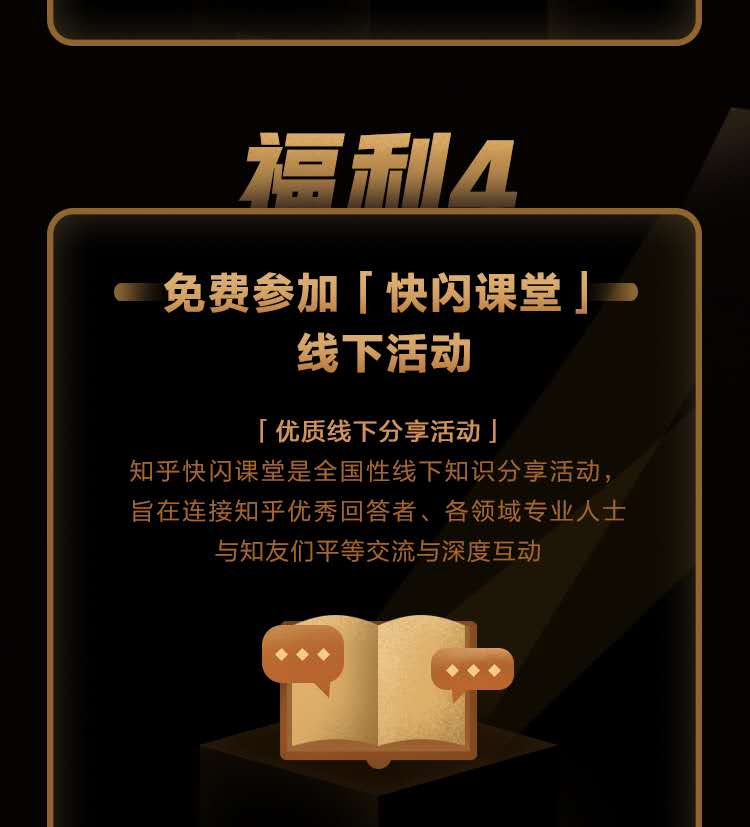 福利4
免费参加「快闪课堂」
线下活动
「优质线下分享活动」
知乎快闪课堂是全国性线下知识分享活动，
旨在连接知乎优秀回答者、各领域专业人士
与知友们平等交流与深度互动